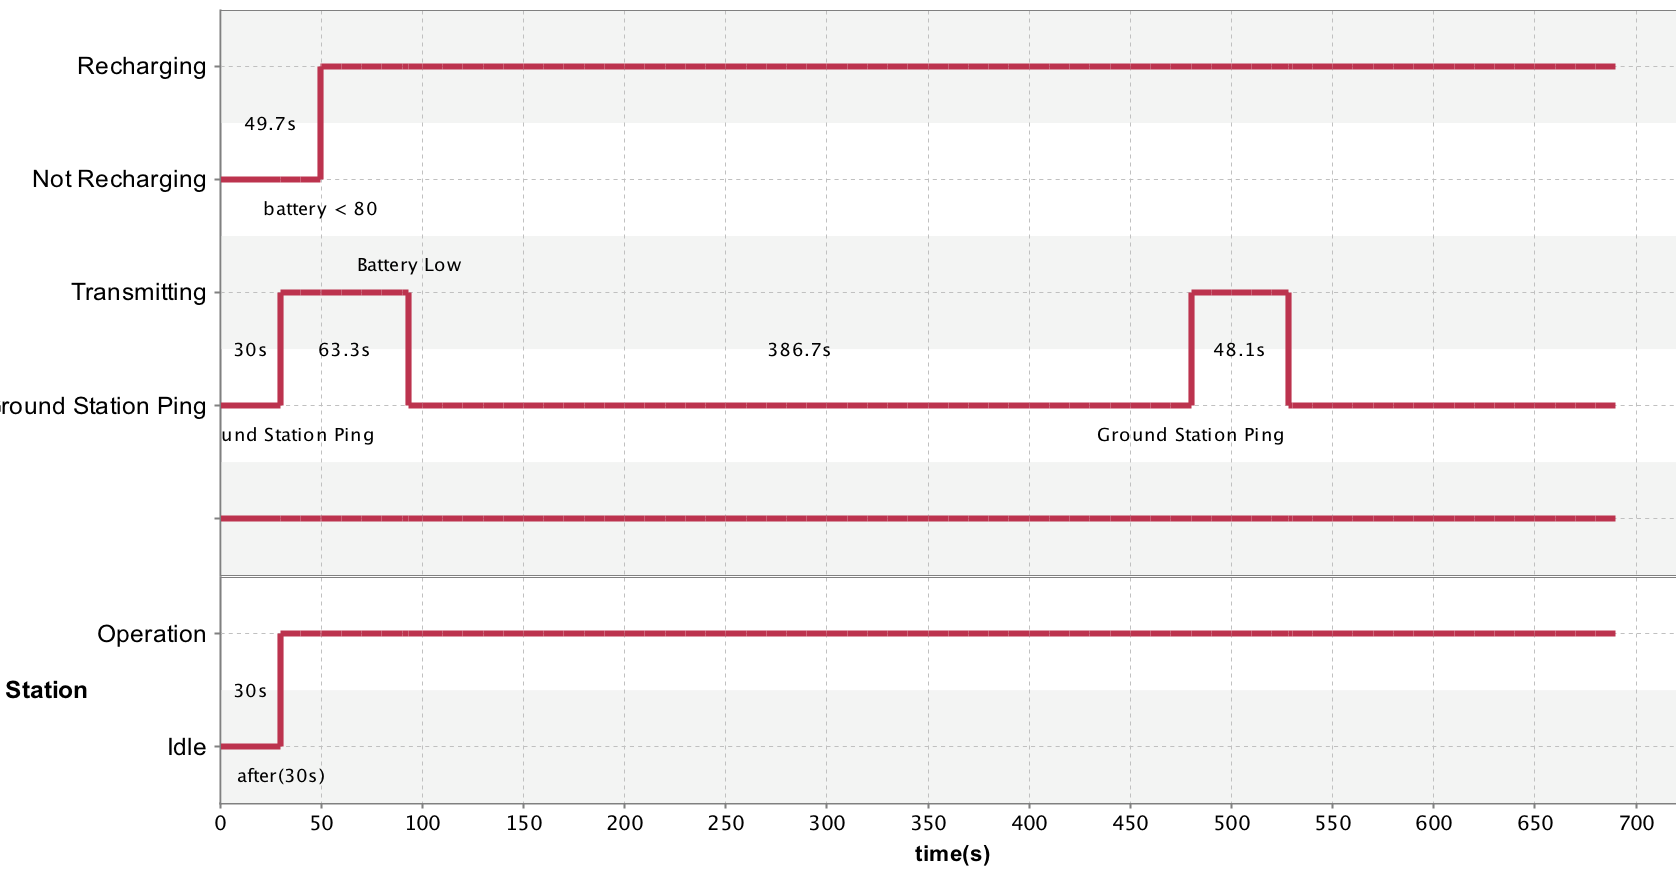 Recharging
49.7s
Not Recharging
battery < 80
Battery Low
Transmitting
30s 63.3s 386.7s 48.1s
round Station Ping
und Station Ping Ground Station Ping
Operation
30s
Station
Idle
after(30s)
0 50 100 150 200 250 300 350 400 450 500 550 600 650 700
time(s)